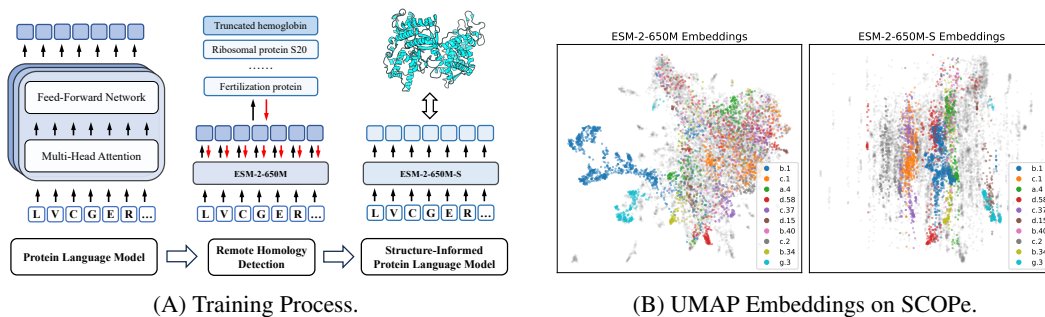 Feed-Forward Network
Multi-Head Attention
L V C G E R ...
Protein Language Model
Truncated hemoglobin
Ribosomal protein S20
......
Fertilization protein
ESM-2-650M
L V C G E R ...
Remote Homology
Detection
ESM-2-650M-S
L V C G E R ...
Structure-Informed
Protein Language Model
(A) Training Process.
ESM-2-650M Embeddings
b.1
c.1
a.4
d.58
c.37
d.15
b.40
c.2
b.34
g.3
ESM-2-650M-S Embeddings
b.1
c.1
a.4
d.58
c.37
d.15
b.40
c.2
b.34
g.3
(B) UMAP Embeddings on SCOPe.